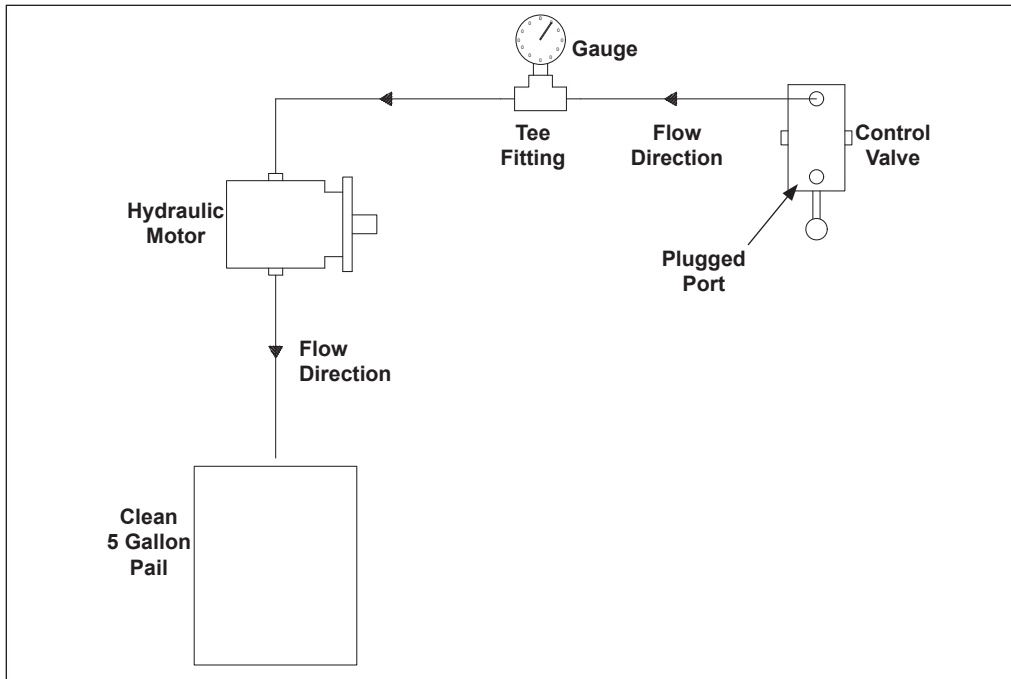 Gauge
Tee
Fitting
Flow
Direction
Control
Valve
Hydraulic
Motor
Plugged
Port
Flow
Direction
Clean
5 Gallon
Pail